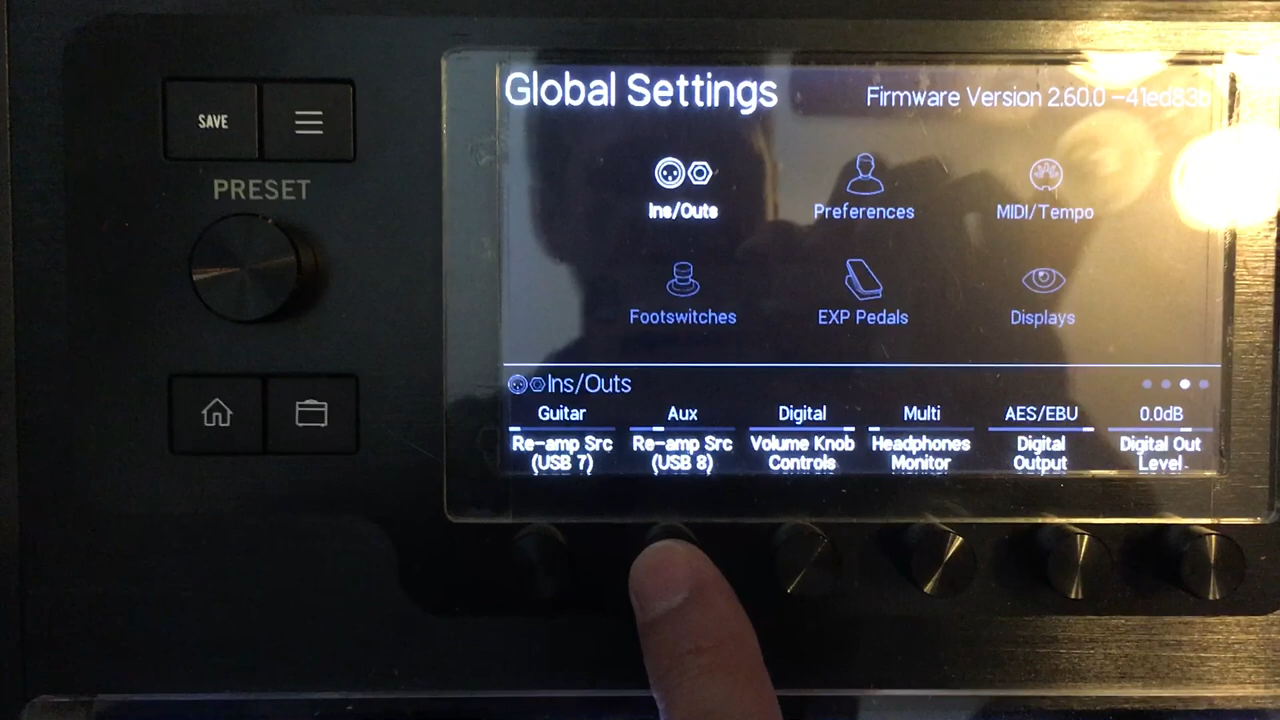 Global Settings
Firmware Version 2.60.0 -41ed83b
SAVE
PRESET
Ins/Outs
Preferences
MIDI/Tempo
Footswitches
EXP Pedals
Displays
Ins/Outs
Guitar
Aux
Digital
Multi
AES/EBU
0.0dB
Re-amp Src
(USB 7)
Re-amp Src
(USB 8)
Volume Knob
Controls
Headphones
Monitor
Digital
Output
Digital Out
Level